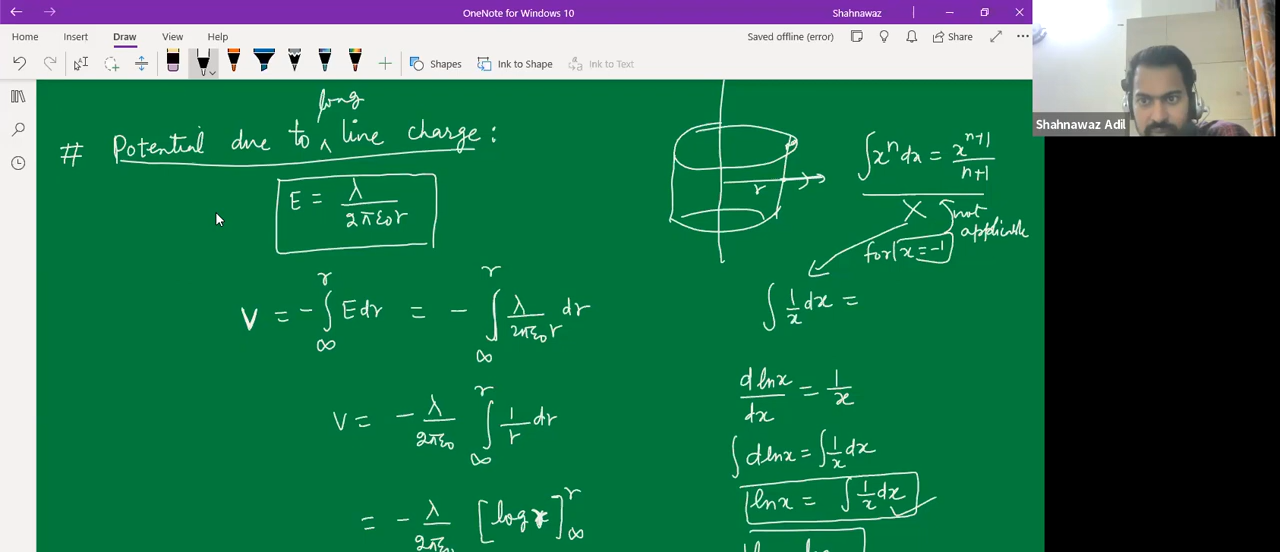 OneNote for Windows 10
Shahnawaz
Home Insert Draw View Help
Saved offline (error)
Share
Shapes
Ink to Shape
Ink to Text
Shahnawaz Adil
long
# Potential due to ^ line charge:
E = λ / 2πε₀r
∫xⁿ dx = xⁿ⁺¹ / n+1
X not applicable
for x = -1
V = -∫_∞^r E dr = -∫_∞^r λ/2πε₀r dr
∫ 1/x dx =
d lnx / dx = 1/x
V = -λ/2πε₀ ∫_∞^r 1/r dr
∫ d lnx = ∫ 1/x dx
lnx = ∫ 1/x dx
= -λ/2πε₀ [log r]_∞^r